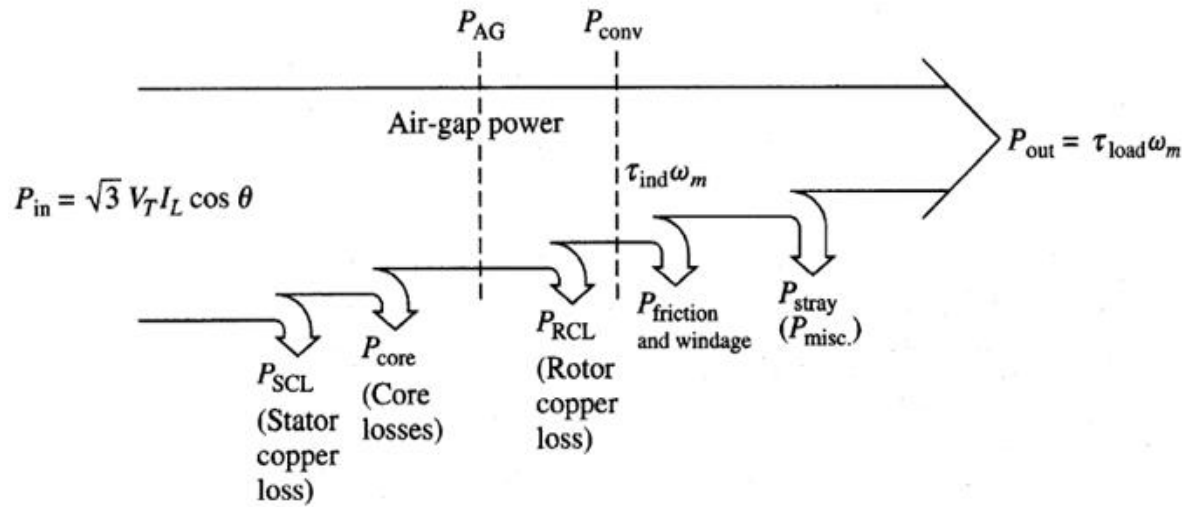 P_AG
P_conv
Air-gap power
P_out = τ_load ω_m
τ_ind ω_m
P_in = √3 V_T I_L cos θ
P_SCL
(Stator
copper
loss)
P_core
(Core
losses)
P_RCL
(Rotor
copper
loss)
P_friction
and windage
P_stray
(P_misc.)